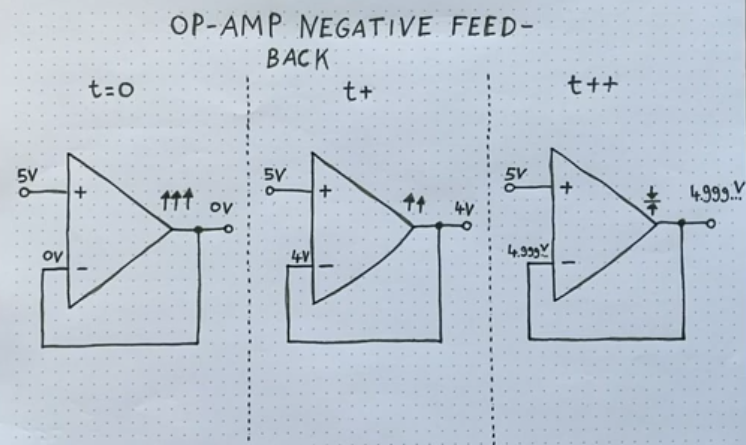 OP-AMP NEGATIVE FEED-
BACK
t=0
t+
t++
5V
+
↑↑↑
0V
0V
−
5V
+
↑↑
4V
4V
−
5V
+
4.999...V
4.999...V
−